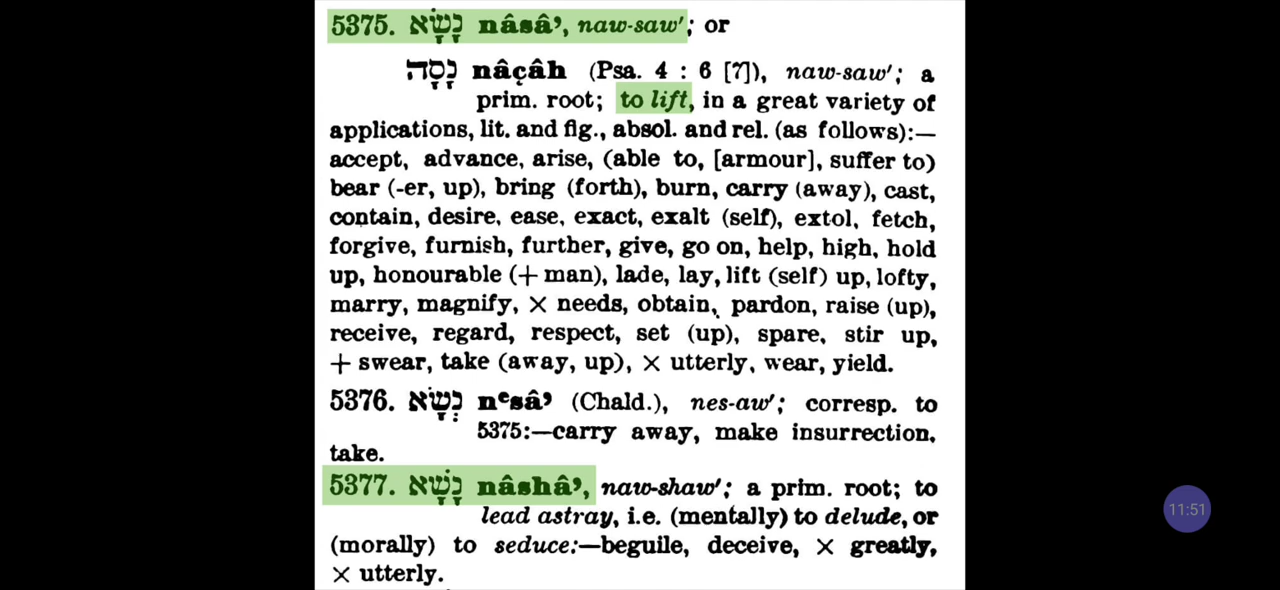 5375. נָשָׂא nâsâʼ, naw-saw'; or
נָסָה nâçâh (Psa. 4 : 6 [7]), naw-saw'; a
prim. root; to lift, in a great variety of
applications, lit. and fig., absol. and rel. (as follows):—
accept, advance, arise, (able to, [armour], suffer to)
bear (-er, up), bring (forth), burn, carry (away), cast,
contain, desire, ease, exact, exalt (self), extol, fetch,
forgive, furnish, further, give, go on, help, high, hold
up, honourable (+ man), lade, lay, lift (self) up, lofty,
marry, magnify, × needs, obtain, pardon, raise (up),
receive, regard, respect, set (up), spare, stir up,
+ swear, take (away, up), × utterly, wear, yield.
5376. נְשָׂא nᵉsâʼ (Chald.), nes-aw'; corresp. to
5375:—carry away, make insurrection,
take.
5377. נָשָׁא nâshâʼ, naw-shaw'; a prim. root; to
lead astray, i.e. (mentally) to delude, or
(morally) to seduce:—beguile, deceive, × greatly,
× utterly.
11:51